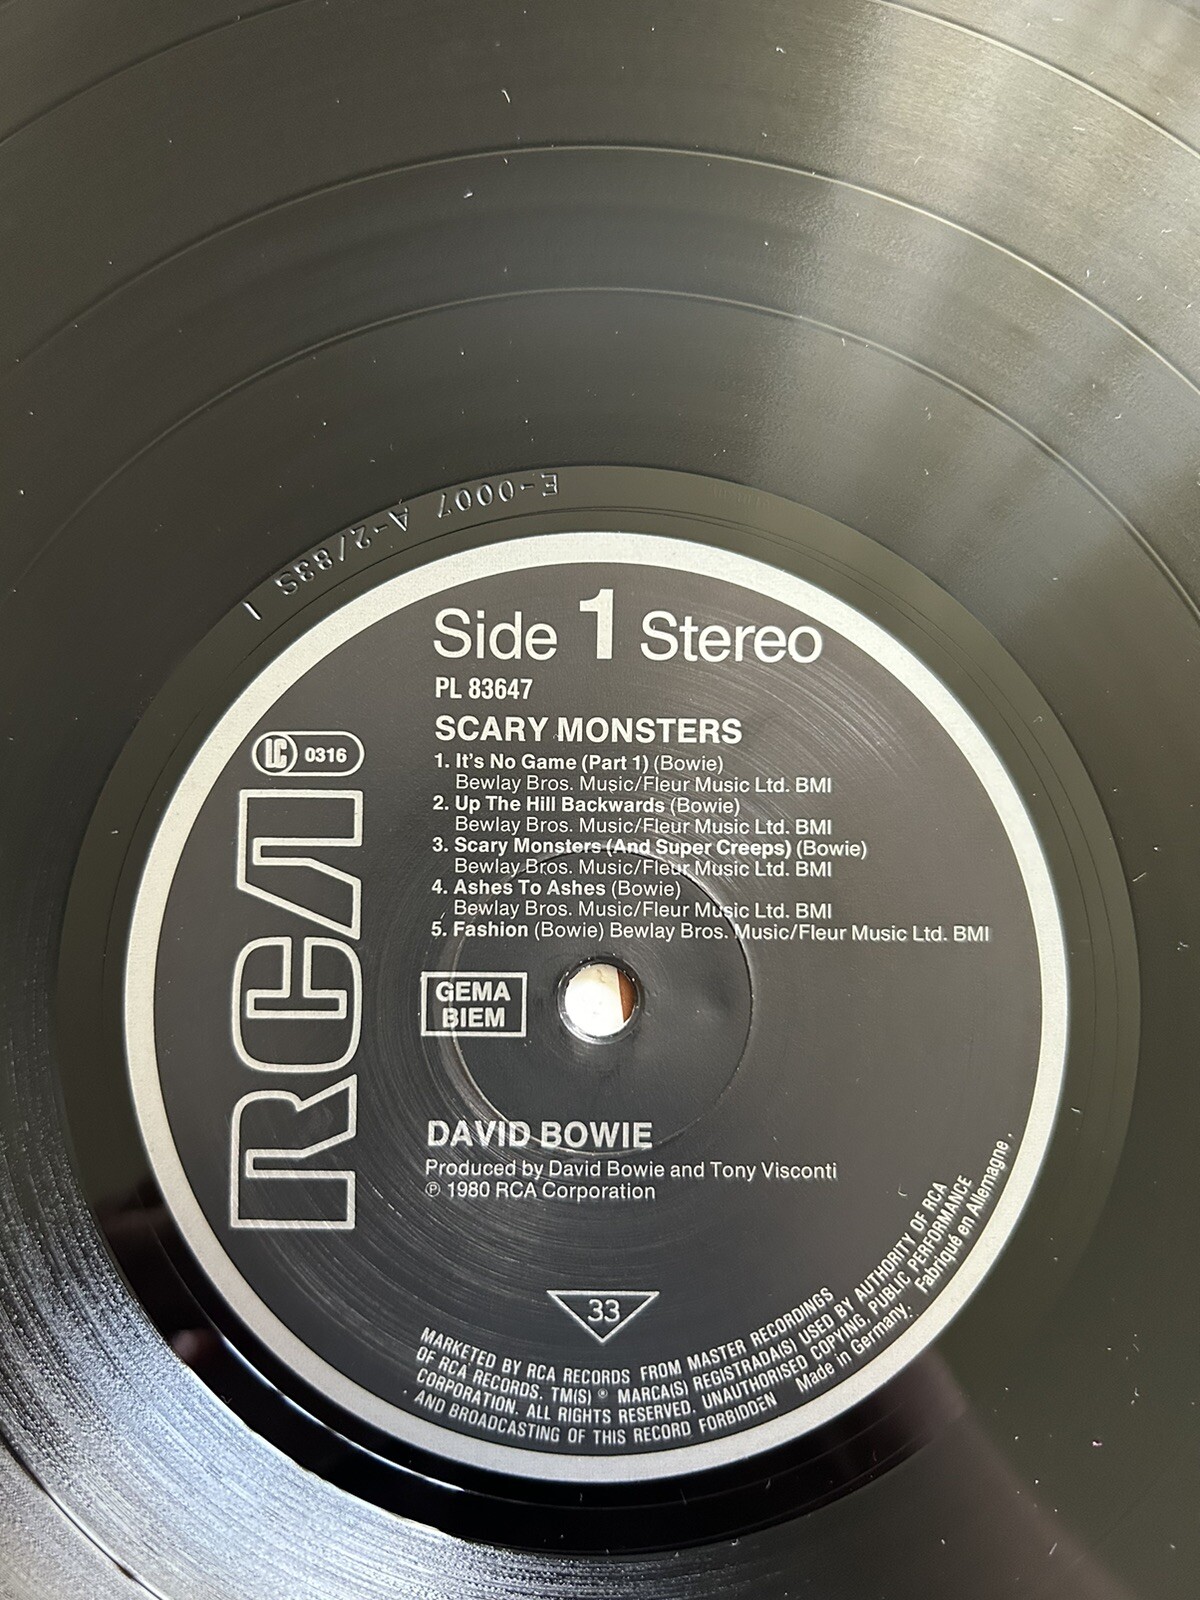 E-0007 A-2/83S 1
Side 1 Stereo
PL 83647
SCARY MONSTERS
LC 0316
1. It's No Game (Part 1) (Bowie)
Bewlay Bros. Music/Fleur Music Ltd. BMI
2. Up The Hill Backwards (Bowie)
Bewlay Bros. Music/Fleur Music Ltd. BMI
3. Scary Monsters (And Super Creeps) (Bowie)
Bewlay Bros. Music/Fleur Music Ltd. BMI
4. Ashes To Ashes (Bowie)
Bewlay Bros. Music/Fleur Music Ltd. BMI
5. Fashion (Bowie) Bewlay Bros. Music/Fleur Music Ltd. BMI
RCA
GEMA
BIEM
DAVID BOWIE
Produced by David Bowie and Tony Visconti
℗ 1980 RCA Corporation
33
MARKETED BY RCA RECORDS FROM MASTER RECORDINGS
OF RCA RECORDS. TM(S) ® MARCA(S) REGISTRADA(S) USED BY AUTHORITY OF RCA
CORPORATION. ALL RIGHTS RESERVED. UNAUTHORISED COPYING, PUBLIC PERFORMANCE
AND BROADCASTING OF THIS RECORD FORBIDDEN Made in Germany. Fabriqué en Allemagne.